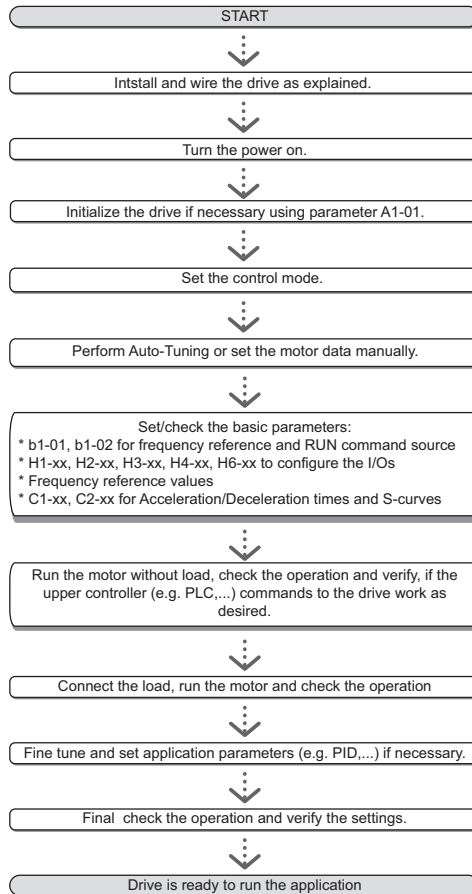 START
Intstall and wire the drive as explained.
Turn the power on.
Initialize the drive if necessary using parameter A1-01.
Set the control mode.
Perform Auto-Tuning or set the motor data manually.
Set/check the basic parameters:
* b1-01, b1-02 for frequency reference and RUN command source
* H1-xx, H2-xx, H3-xx, H4-xx, H6-xx to configure the I/Os
* Frequency reference values
* C1-xx, C2-xx for Acceleration/Deceleration times and S-curves
Run the motor without load, check the operation and verify, if the
upper controller (e.g. PLC,...) commands to the drive work as
desired.
Connect the load, run the motor and check the operation
Fine tune and set application parameters (e.g. PID,...) if necessary.
Final check the operation and verify the settings.
Drive is ready to run the application